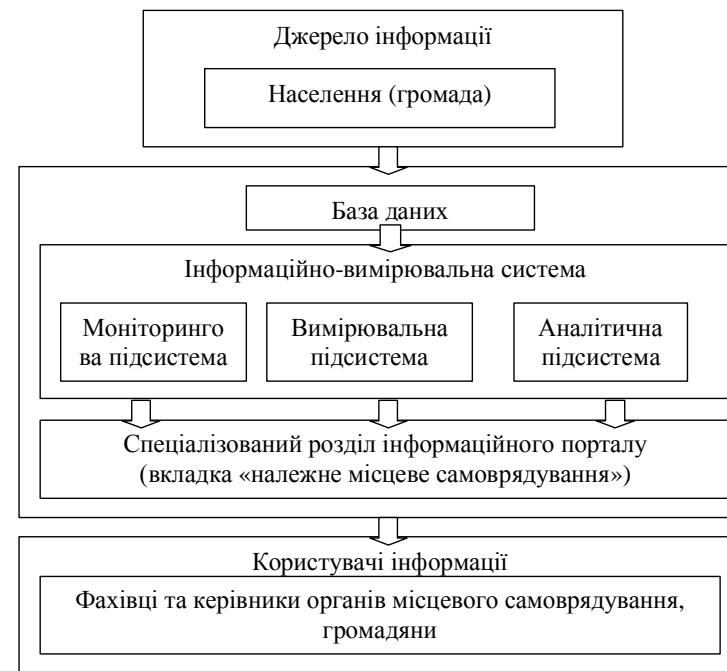 Джерело інформації
Населення (громада)
База даних
Інформаційно-вимірювальна система
Моніторинго
ва підсистема
Вимірювальна
підсистема
Аналітична
підсистема
Спеціалізований розділ інформаційного порталу
(вкладка «належне місцеве самоврядування»)
Користувачі інформації
Фахівці та керівники органів місцевого самоврядування,
громадяни